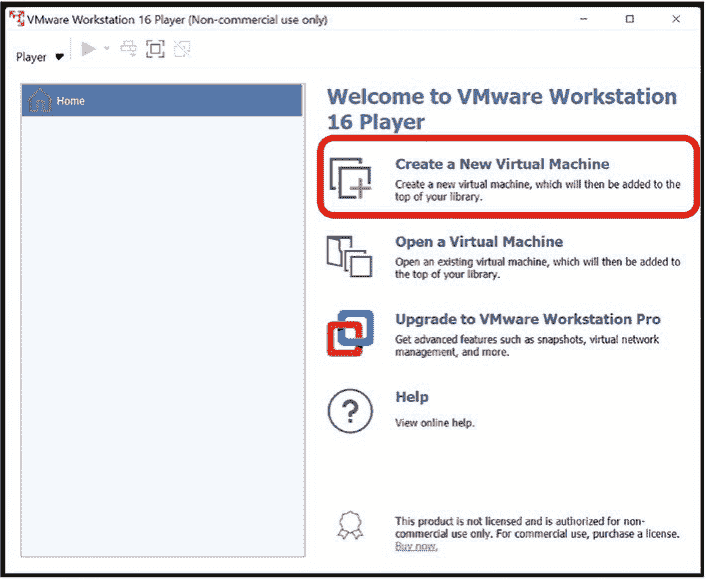 VMware Workstation 16 Player (Non-commercial use only)
Player
Home
Welcome to VMware Workstation
16 Player
Create a New Virtual Machine
Create a new virtual machine, which will then be added to the
top of your library.
Open a Virtual Machine
Open an existing virtual machine, which will then be added to
the top of your library.
Upgrade to VMware Workstation Pro
Get advanced features such as snapshots, virtual network
management, and more.
Help
View online help.
This product is not licensed and is authorized for non-
commercial use only. For commercial use, purchase a license.
Buy now.